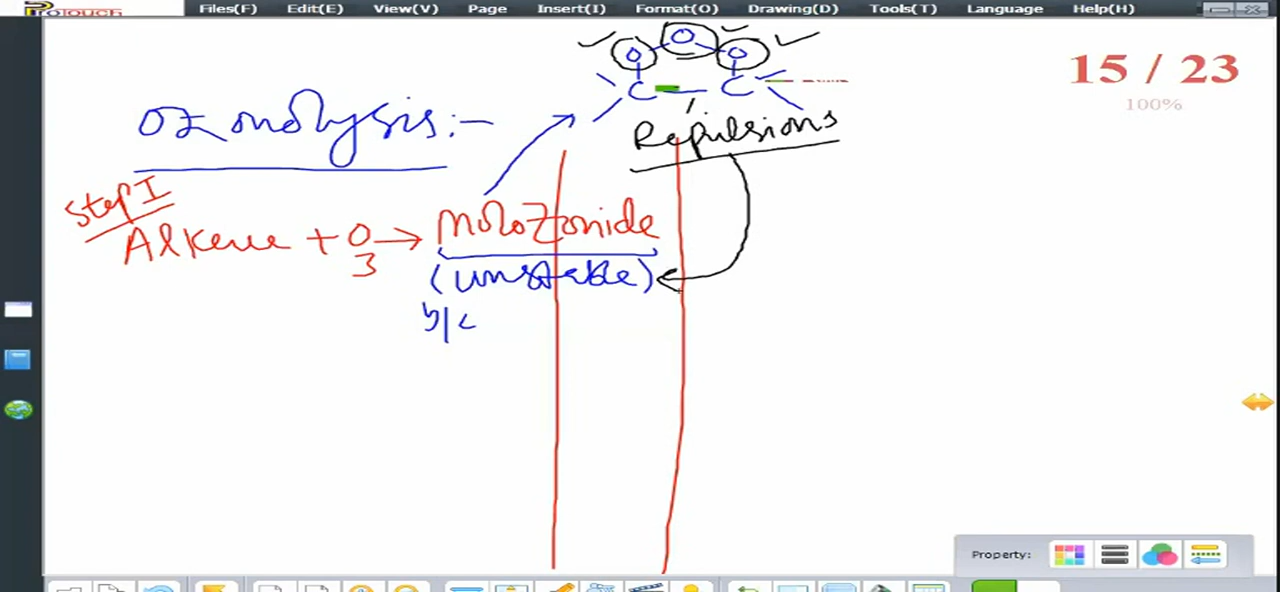 PROTOUCH Files(F) Edit(E) View(V) Page Insert(I) Format(O) Drawing(D) Tools(T) Language Help(H)
O O O
C C
15 / 23
100%
Ozonolysis:-
Repulsions
Step I
Alkene + O3 → Molozonide
(unstable)
b/c
Property: